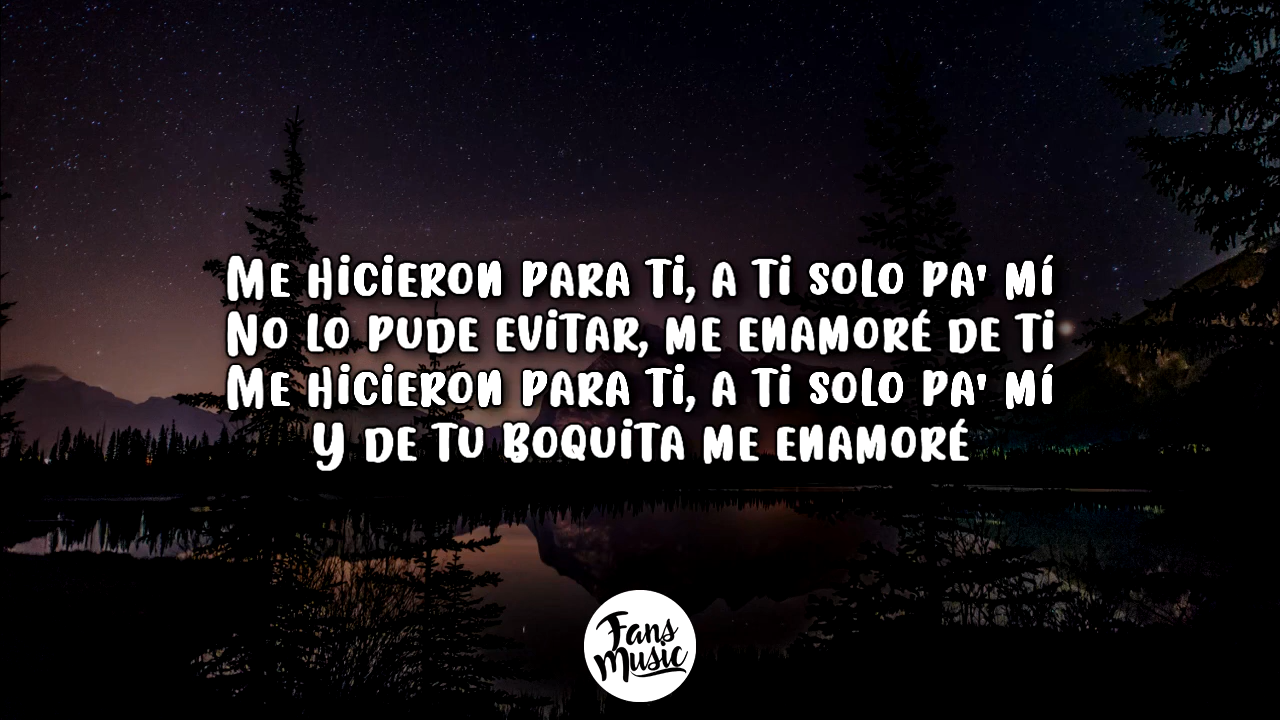 Me hicieron para ti, a ti solo pa' mí
No lo pude evitar, me enamoré de ti
Me hicieron para ti, a ti solo pa' mí
Y de tu boquita me enamoré
Fans
Music